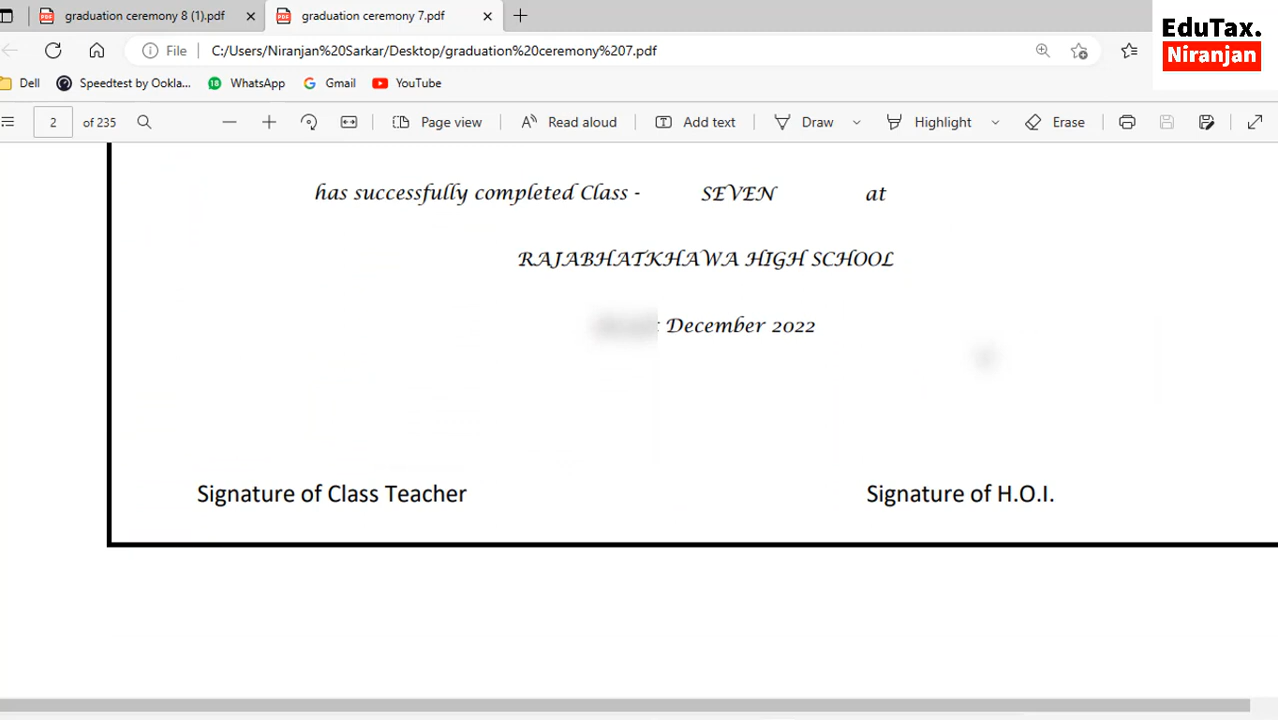 graduation ceremony 8 (1).pdf graduation ceremony 7.pdf
EduTax.
Niranjan
File C:/Users/Niranjan%20Sarkar/Desktop/graduation%20ceremony%207.pdf
Dell Speedtest by Ookla... 18 WhatsApp Gmail YouTube
2 of 235 Page view Read aloud Add text Draw Highlight Erase
has successfully completed Class - SEVEN at
RAJABHATKHAWA HIGH SCHOOL
December 2022
Signature of Class Teacher Signature of H.O.I.